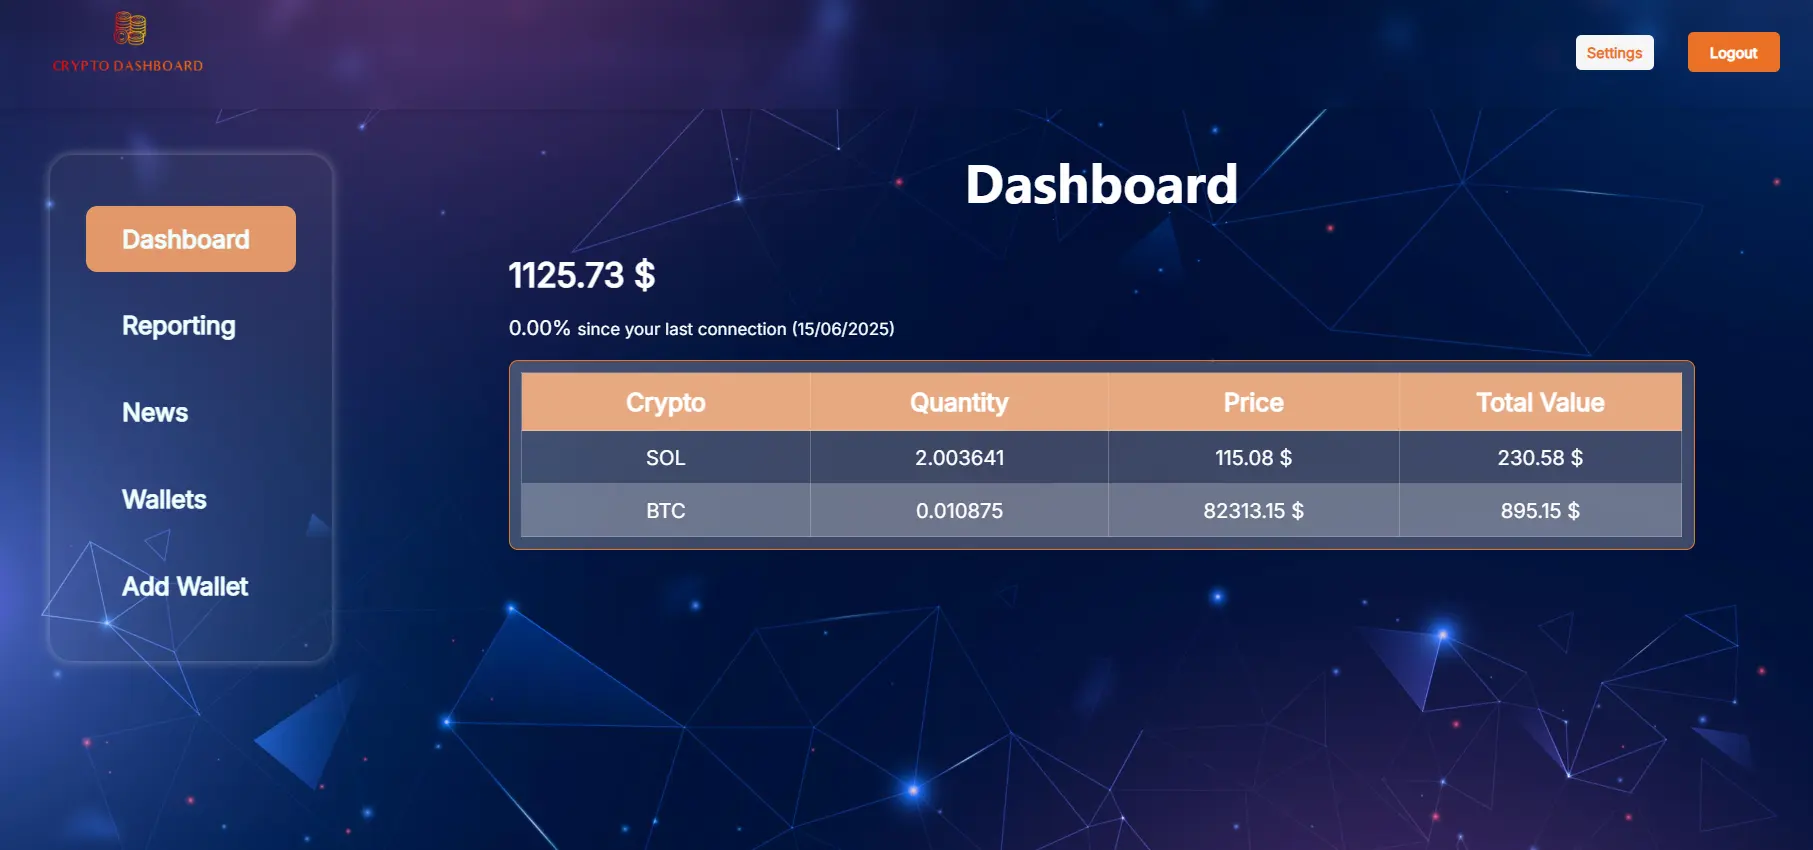 CRYPTO DASHBOARD
Settings
Logout
Dashboard
Reporting
News
Wallets
Add Wallet
Dashboard
1125.73 $
0.00% since your last connection (15/06/2025)
Crypto Quantity Price Total Value
SOL 2.003641 115.08 $ 230.58 $
BTC 0.010875 82313.15 $ 895.15 $